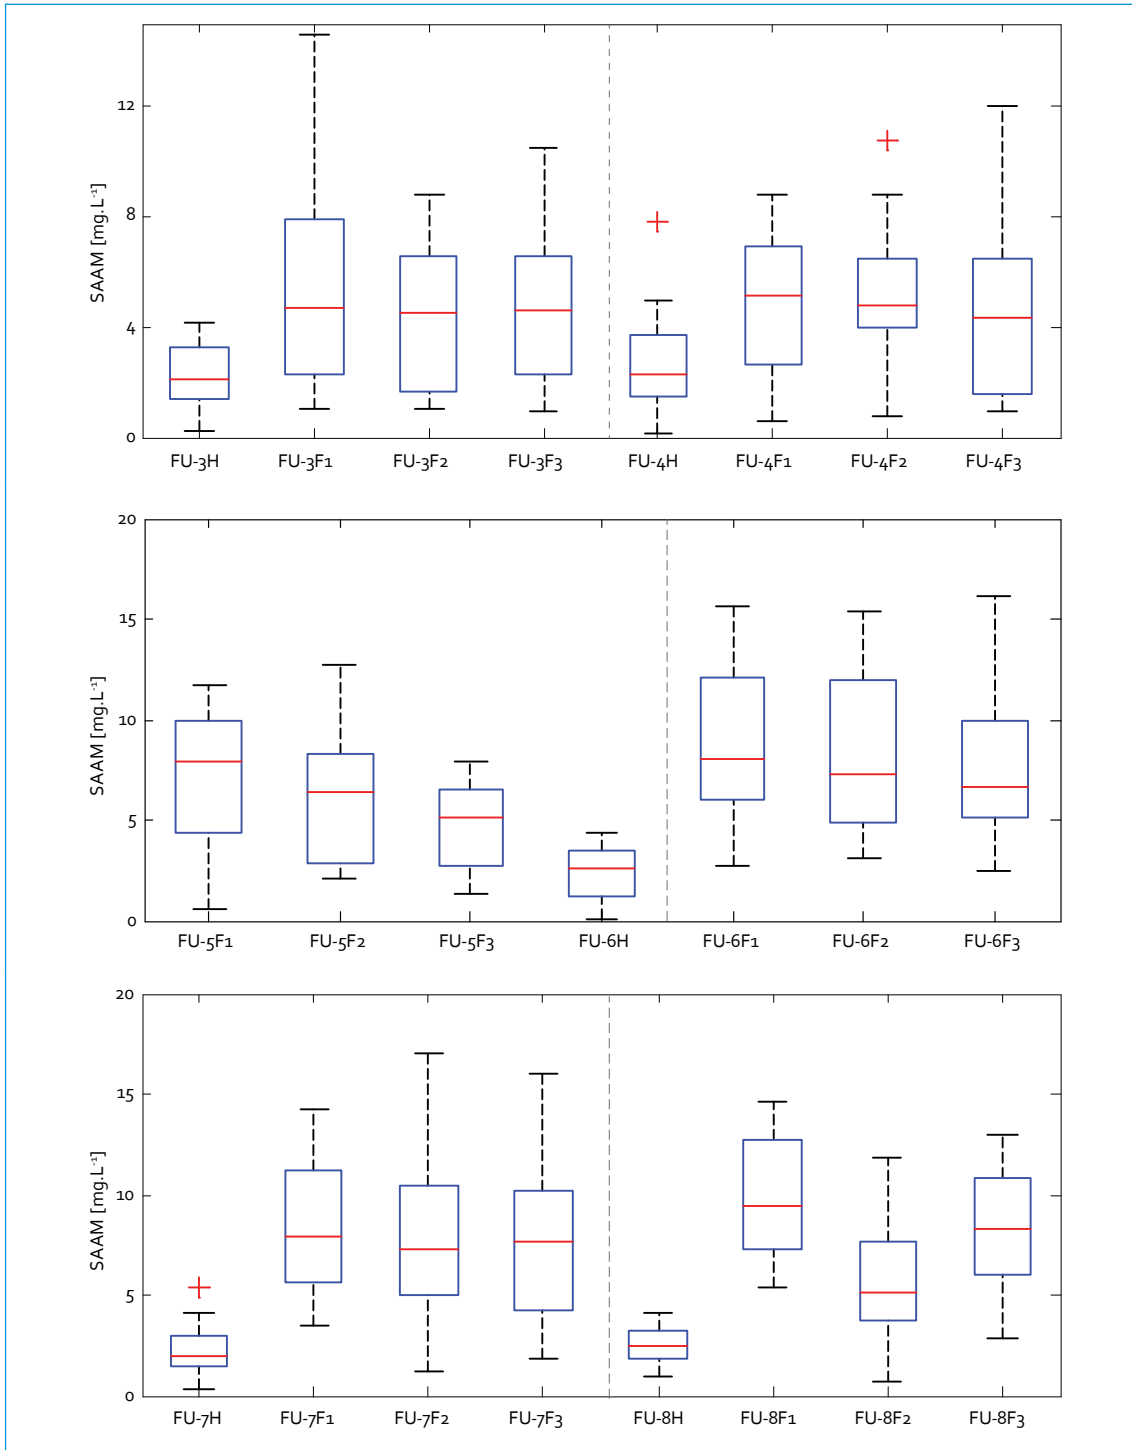 SAAM [mg.L⁻¹]
12
8
4
0
FU-3H FU-3F1 FU-3F2 FU-3F3 FU-4H FU-4F1 FU-4F2 FU-4F3
SAAM [mg.L⁻¹]
20
15
10
5
0
FU-5F1 FU-5F2 FU-5F3 FU-6H FU-6F1 FU-6F2 FU-6F3
SAAM [mg.L⁻¹]
20
15
10
5
0
FU-7H FU-7F1 FU-7F2 FU-7F3 FU-8H FU-8F1 FU-8F2 FU-8F3